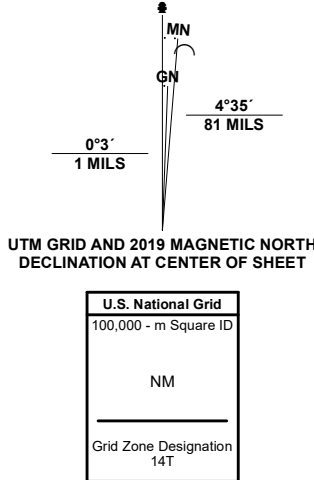 MN
GN
4°35´
81 MILS
0°3´
1 MILS
UTM GRID AND 2019 MAGNETIC NORTH
DECLINATION AT CENTER OF SHEET
U.S. National Grid
100,000 - m Square ID
NM
Grid Zone Designation
14T